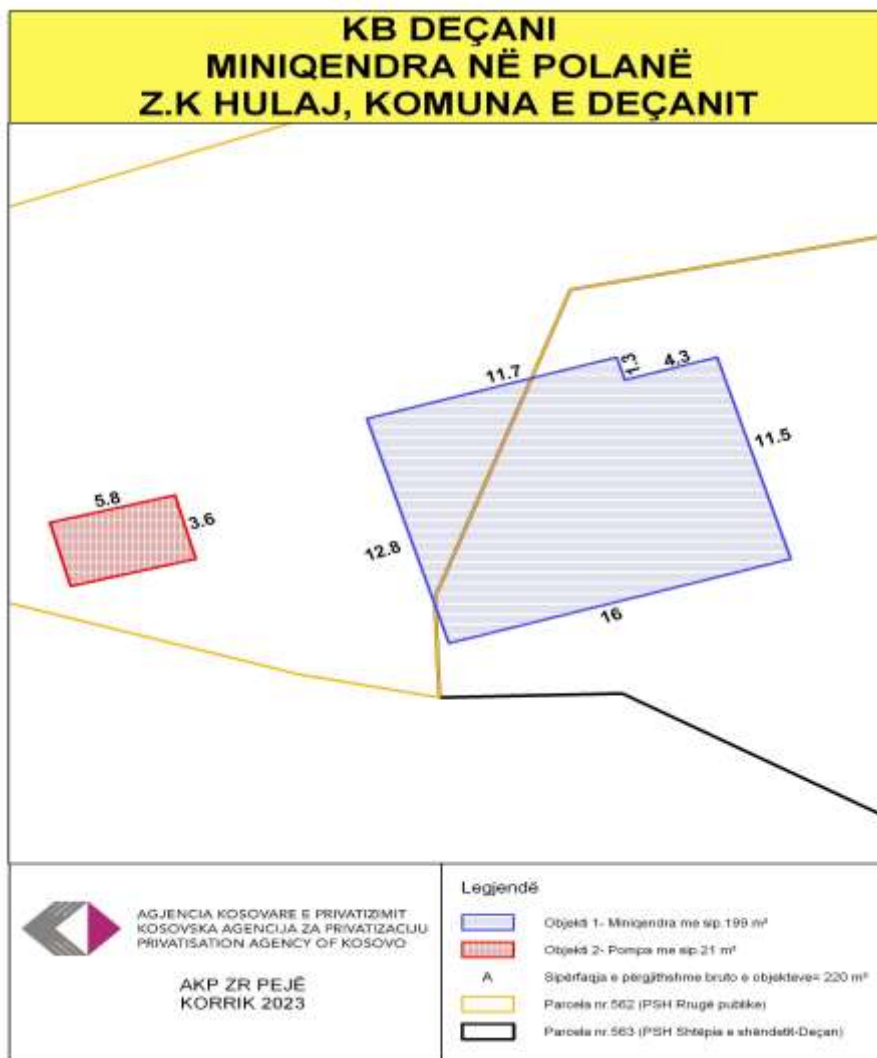 KB DEÇANI
MINIQENDRA NË POLANË
Z.K HULAJ, KOMUNA E DEÇANIT
11.7
1.3
4.3
11.5
5.8
3.6
12.8
16
AGJENCIA KOSOVARE E PRIVATIZIMIT
KOSOVSKA AGENCIJA ZA PRIVATIZACIJU
PRIVATISATION AGENCY OF KOSOVO
AKP ZR PEJË
KORRIK 2023
Legjendë
Objekti 1- Miniqendra me sip.199 m²
Objekti 2- Pompa me sip.21 m²
A Sipërfaqja e përgjithshme bruto e objekteve= 220 m²
Parcela nr.562 (PSH Rrugë publike)
Parcela nr.563 (PSH Shtëpia e shëndetit-Deçan)